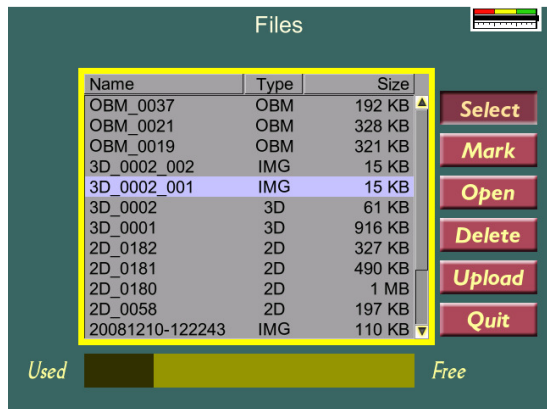 Files
Name Type Size
OBM_0037 OBM 192 KB
OBM_0021 OBM 328 KB
OBM_0019 OBM 321 KB
3D_0002_002 IMG 15 KB
3D_0002_001 IMG 15 KB
3D_0002 3D 61 KB
3D_0001 3D 916 KB
2D_0182 2D 327 KB
2D_0181 2D 490 KB
2D_0180 2D 1 MB
2D_0058 2D 197 KB
20081210-122243 IMG 110 KB
Select
Mark
Open
Delete
Upload
Quit
Used Free